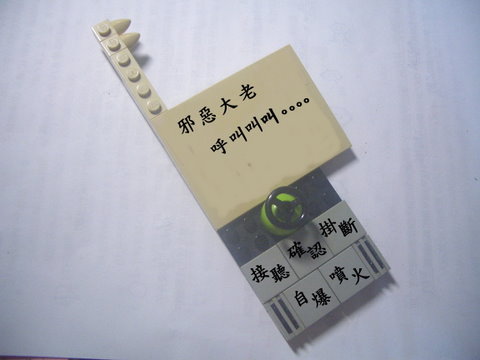 邪惡大老
呼叫叫叫。。。。
掛斷
確認
接聽
噴火
自爆